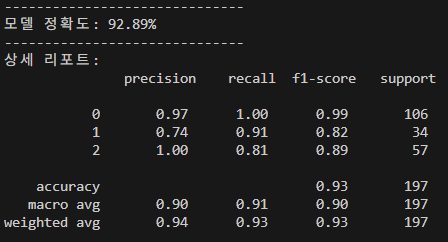 ------------------------------
모델 정확도: 92.89%
------------------------------
상세 리포트:
precision recall f1-score support
0 0.97 1.00 0.99 106
1 0.74 0.91 0.82 34
2 1.00 0.81 0.89 57
accuracy 0.93 197
macro avg 0.90 0.91 0.90 197
weighted avg 0.94 0.93 0.93 197